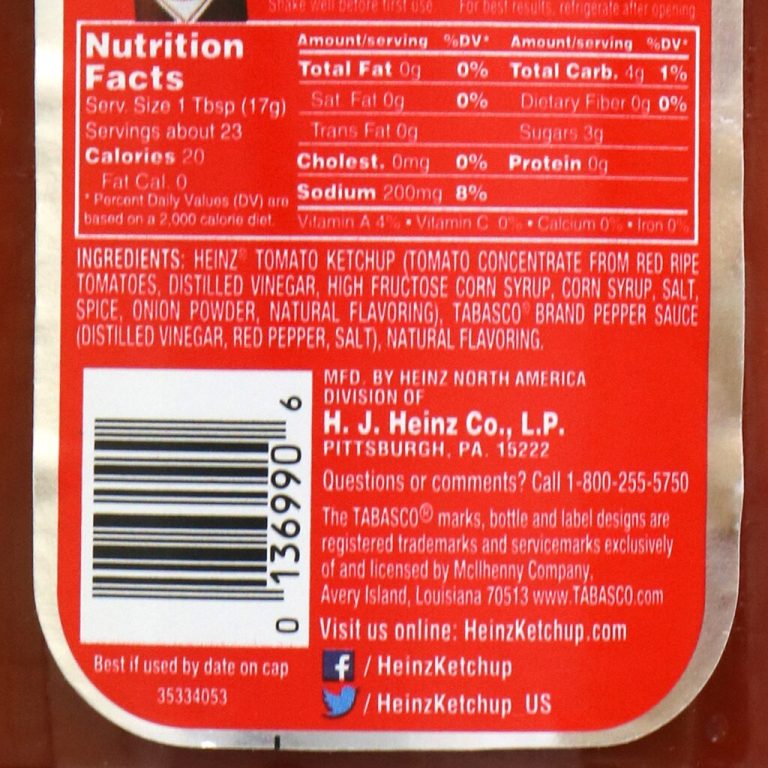 Shake well before first use. For best results, refrigerate after opening.
Nutrition
Facts
Serv. Size 1 Tbsp (17g)
Servings about 23
Calories 20
Fat Cal. 0
* Percent Daily Values (DV) are
based on a 2,000 calorie diet.
Amount/serving %DV* Amount/serving %DV*
Total Fat 0g 0% Total Carb. 4g 1%
Sat Fat 0g 0% Dietary Fiber 0g 0%
Trans Fat 0g Sugars 3g
Cholest. 0mg 0% Protein 0g
Sodium 200mg 8%
Vitamin A 4% • Vitamin C 0% • Calcium 0% • Iron 0%
INGREDIENTS: HEINZ® TOMATO KETCHUP (TOMATO CONCENTRATE FROM RED RIPE
TOMATOES, DISTILLED VINEGAR, HIGH FRUCTOSE CORN SYRUP, CORN SYRUP, SALT,
SPICE, ONION POWDER, NATURAL FLAVORING), TABASCO® BRAND PEPPER SAUCE
(DISTILLED VINEGAR, RED PEPPER, SALT), NATURAL FLAVORING.
0 136990 6
Best if used by date on cap
35334053
MFD. BY HEINZ NORTH AMERICA
DIVISION OF
H. J. Heinz Co., L.P.
PITTSBURGH, PA. 15222
Questions or comments? Call 1-800-255-5750
The TABASCO® marks, bottle and label designs are
registered trademarks and servicemarks exclusively
of and licensed by McIlhenny Company,
Avery Island, Louisiana 70513 www.TABASCO.com
Visit us online: HeinzKetchup.com
f / HeinzKetchup
/ HeinzKetchup_US